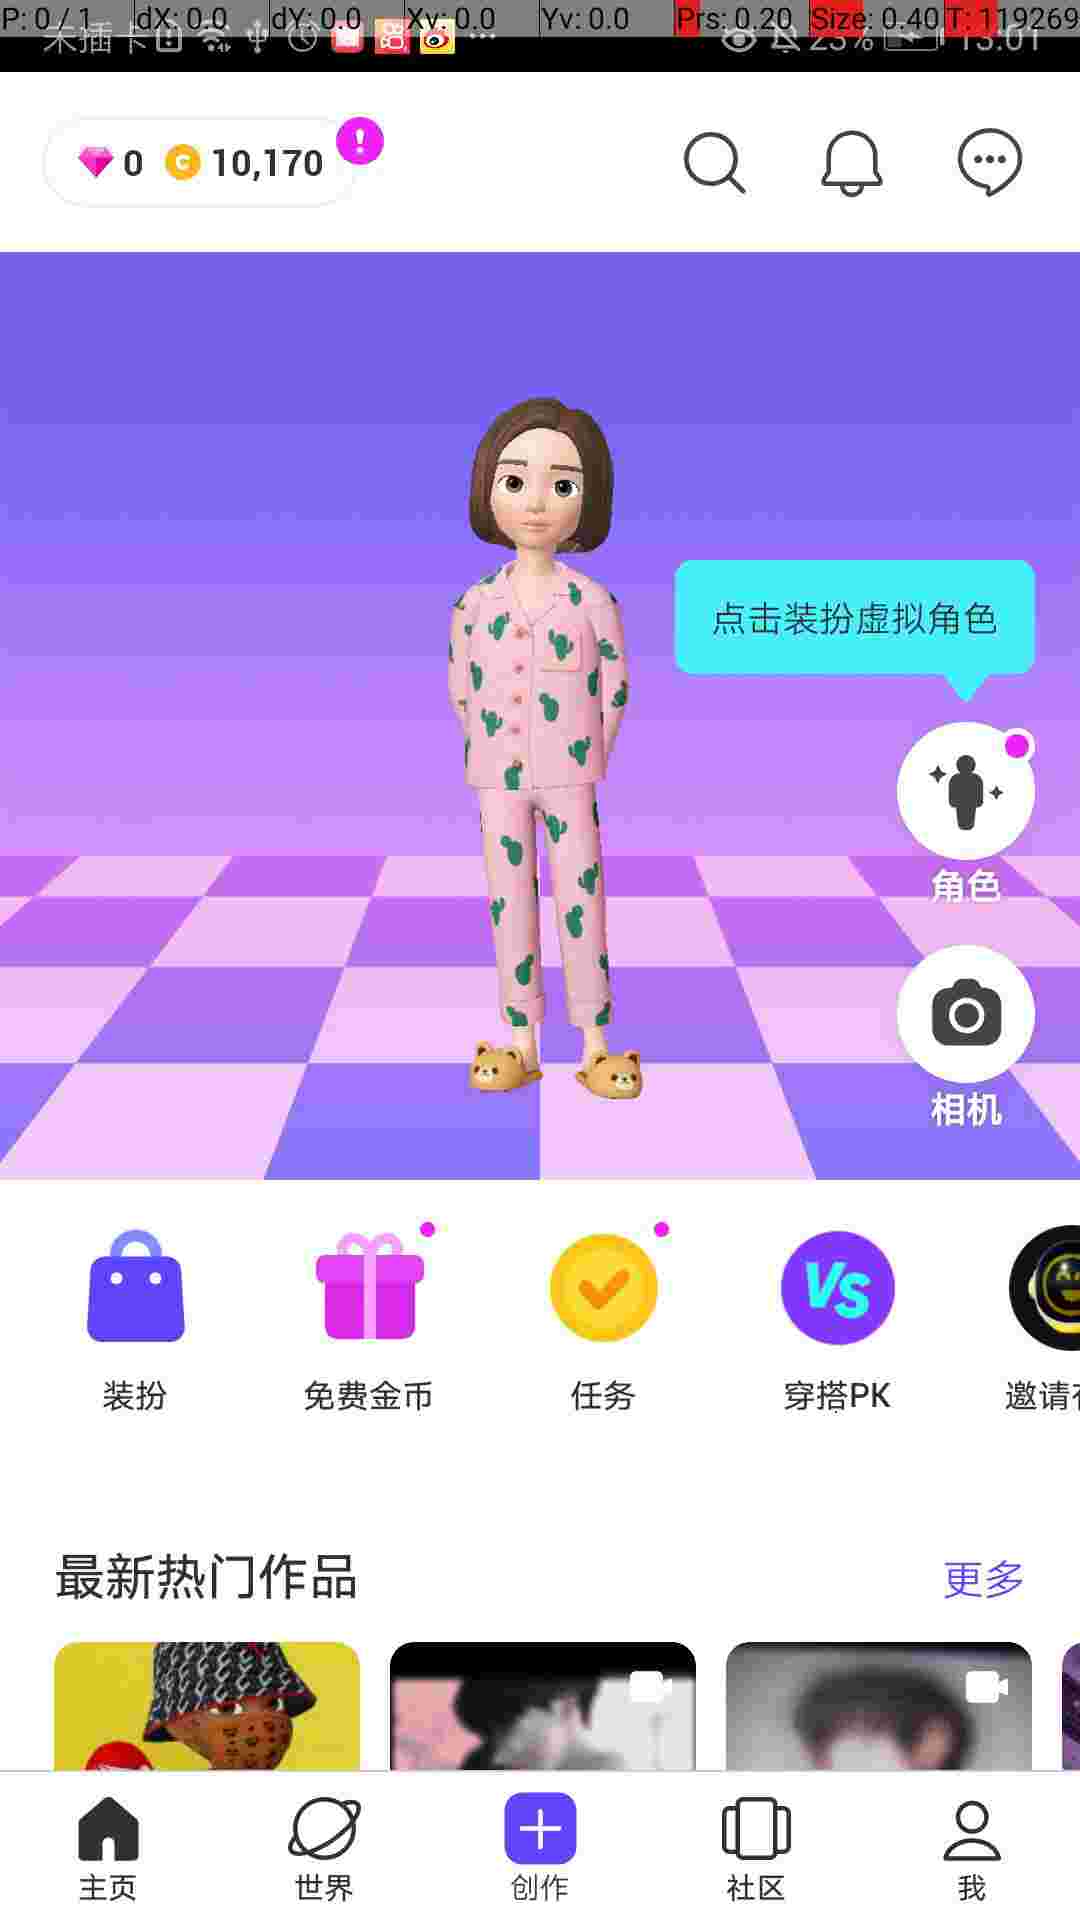 P: 0 / 1 dX: 0.0 dY: 0.0 Xv: 0.0 Yv: 0.0 Prs: 0.20 Size: 0.40 T: 119269
未插卡 23% 13:01
0 10,170
点击装扮虚拟角色
角色
相机
装扮 免费金币 任务 穿搭PK 邀请
最新热门作品 更多
主页 世界 创作 社区 我